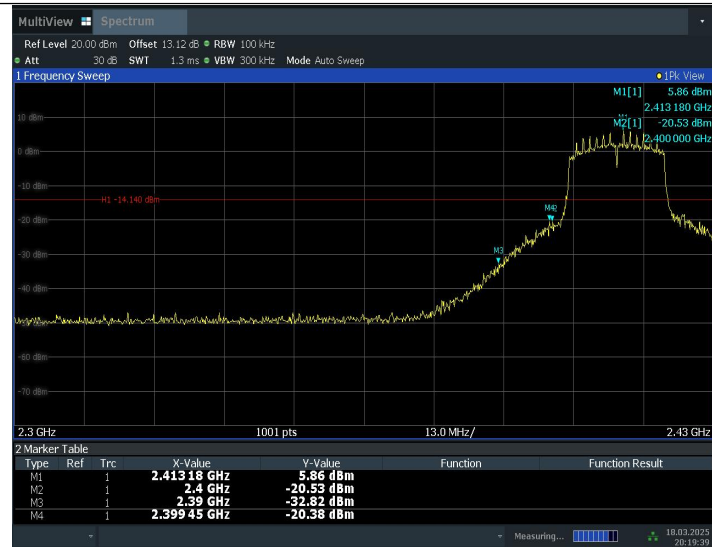 MultiView Spectrum
Ref Level 20.00 dBm Offset 13.12 dB RBW 100 kHz
Att 30 dB SWT 1.3 ms VBW 300 kHz Mode Auto Sweep
1 Frequency Sweep 1Pk View
M1[1] 5.86 dBm
2.413 180 GHz
10 dBm M2[1] -20.53 dBm
2.400 000 GHz
0 dBm
-10 dBm
H1 -14.140 dBm
M4
-20 dBm
M3
-30 dBm
-40 dBm
-60 dBm
-70 dBm
2.3 GHz 1001 pts 13.0 MHz/ 2.43 GHz
2 Marker Table
Type Ref Trc X-Value Y-Value Function Function Result
M1 1 2.413 18 GHz 5.86 dBm
M2 1 2.4 GHz -20.53 dBm
M3 1 2.39 GHz -32.82 dBm
M4 1 2.399 45 GHz -20.38 dBm
Measuring... 18.03.2025
20:19:39